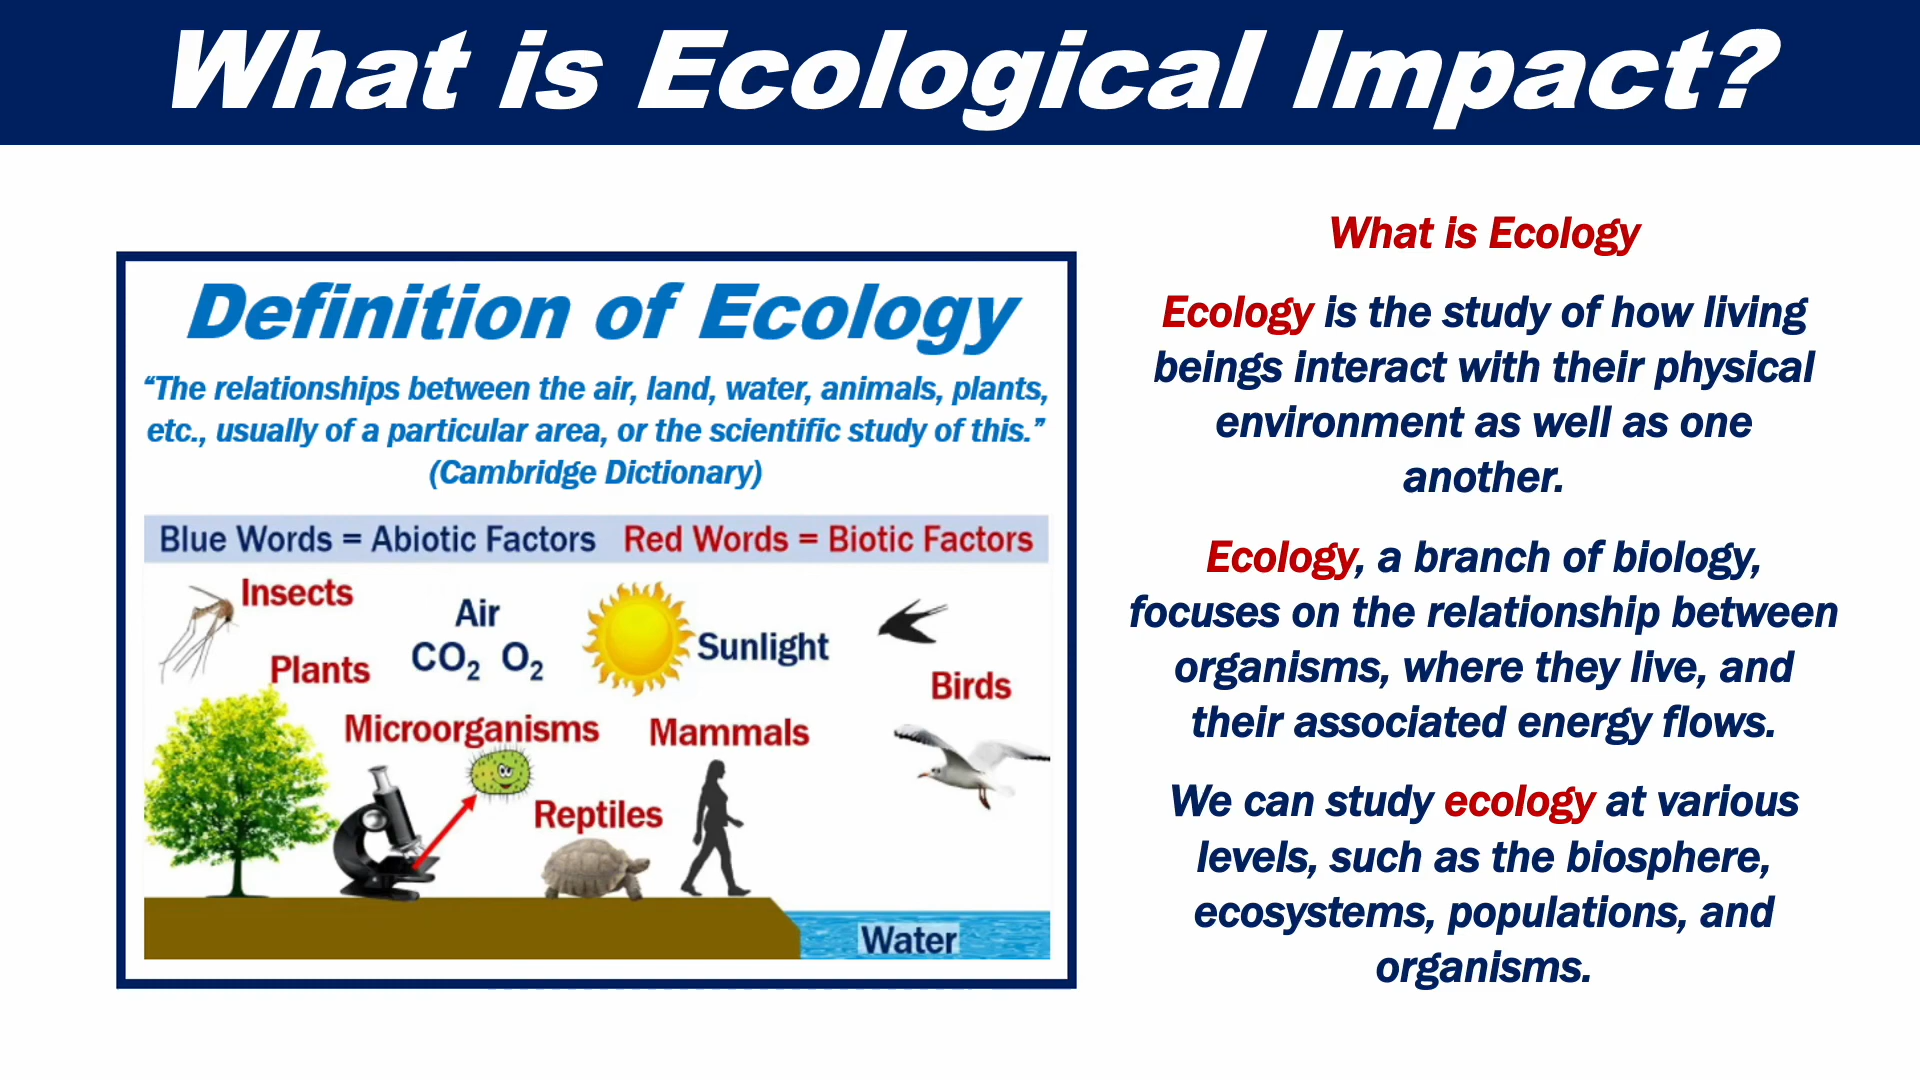 What is Ecological Impact?
Definition of Ecology
“The relationships between the air, land, water, animals, plants,
etc., usually of a particular area, or the scientific study of this.”
(Cambridge Dictionary)
Blue Words = Abiotic Factors Red Words = Biotic Factors
Insects
Air
CO₂ O₂
Sunlight
Plants
Birds
Microorganisms
Mammals
Reptiles
Water
What is Ecology
Ecology is the study of how living
beings interact with their physical
environment as well as one
another.
Ecology, a branch of biology,
focuses on the relationship between
organisms, where they live, and
their associated energy flows.
We can study ecology at various
levels, such as the biosphere,
ecosystems, populations, and
organisms.